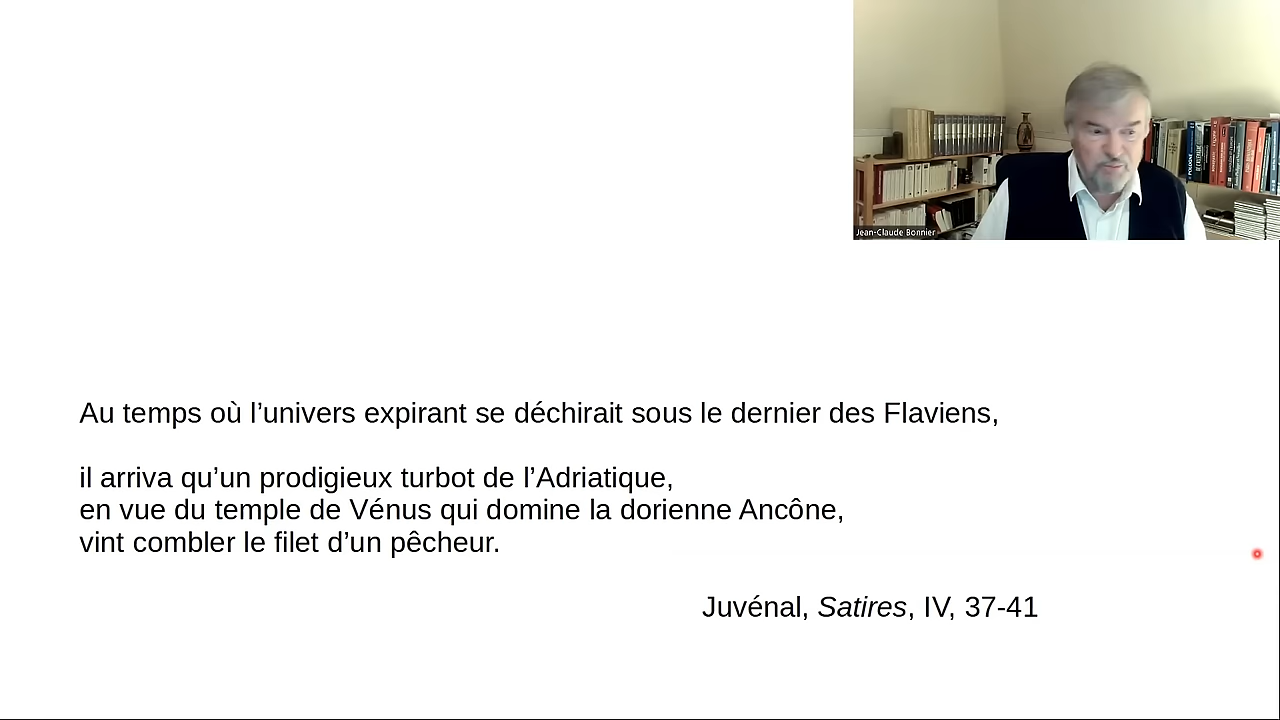 Jean-Claude Bonnier
Au temps où l’univers expirant se déchirait sous le dernier des Flaviens,
il arriva qu’un prodigieux turbot de l’Adriatique,
en vue du temple de Vénus qui domine la dorienne Ancône,
vint combler le filet d’un pêcheur.
Juvénal, Satires, IV, 37-41